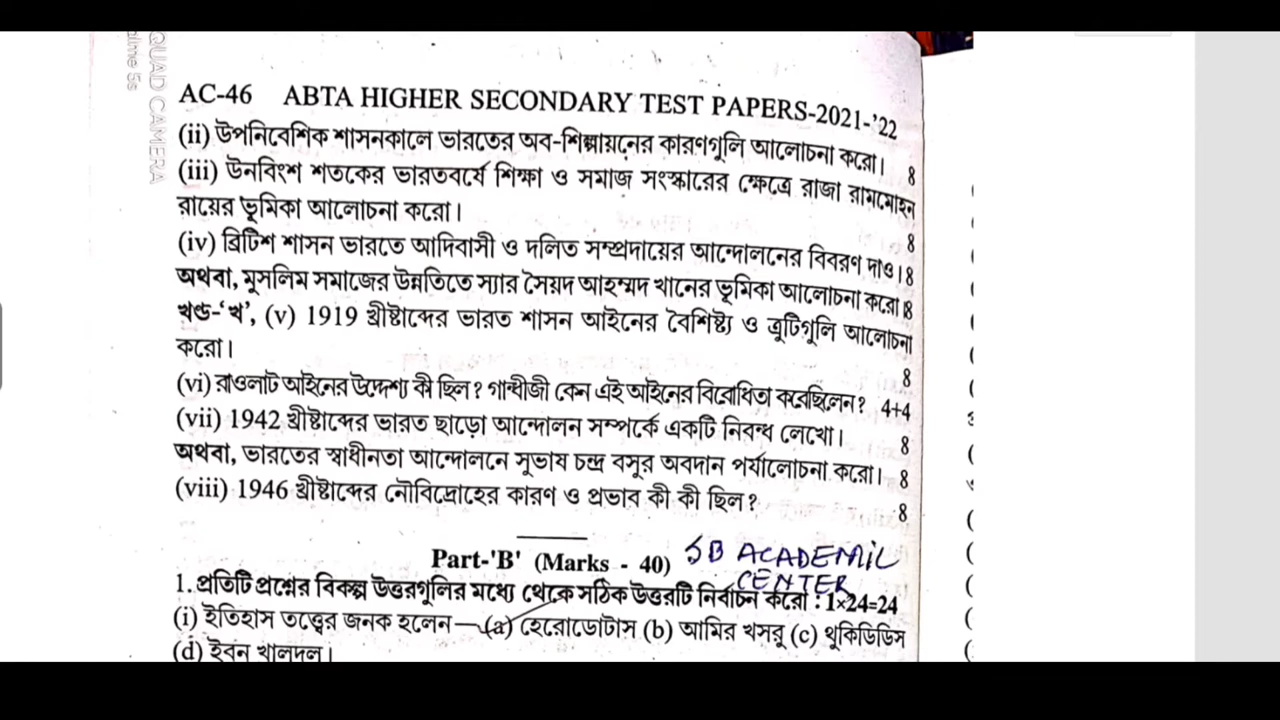 QUAD CAMERA
AC-46 ABTA HIGHER SECONDARY TEST PAPERS-2021-'22
(ii) উপনিবেশিক শাসনকালে ভারতের অব-শিল্পায়নের কারণগুলি আলোচনা করো। 8
(iii) উনবিংশ শতকের ভারতবর্ষে শিক্ষা ও সমাজ সংস্কারের ক্ষেত্রে রাজা রামমোহন
রায়ের ভূমিকা আলোচনা করো। 8
(iv) ব্রিটিশ শাসন ভারতে আদিবাসী ও দলিত সম্প্রদায়ের আন্দোলনের বিবরণ দাও। 8
অথবা, মুসলিম সমাজের উন্নতিতে স্যার সৈয়দ আহম্মদ খানের ভূমিকা আলোচনা করো। 8
খণ্ড-‘খ’, (v) 1919 খ্রীষ্টাব্দের ভারত শাসন আইনের বৈশিষ্ট্য ও ত্রুটিগুলি আলোচনা
করো। 8
(vi) রাওলাট আইনের উদ্দেশ্য কী ছিল? গান্ধীজী কেন এই আইনের বিরোধিতা করেছিলেন? 4+4
(vii) 1942 খ্রীষ্টাব্দের ভারত ছাড়ো আন্দোলন সম্পর্কে একটি নিবন্ধ লেখো। 8
অথবা, ভারতের স্বাধীনতা আন্দোলনে সুভাষ চন্দ্র বসুর অবদান পর্যালোচনা করো। 8
(viii) 1946 খ্রীষ্টাব্দের নৌবিদ্রোহের কারণ ও প্রভাব কী কী ছিল? 8
Part-'B' (Marks - 40) SB ACADEMIC
CENTER
1. প্রতিটি প্রশ্নের বিকল্প উত্তরগুলির মধ্যে থেকে সঠিক উত্তরটি নির্বাচন করো : 1×24=24
(i) ইতিহাস তত্ত্বের জনক হলেন—(a) হেরোডোটাস (b) আমির খসরু (c) থুকিডিডিস
(d) ইবন খালদুন।